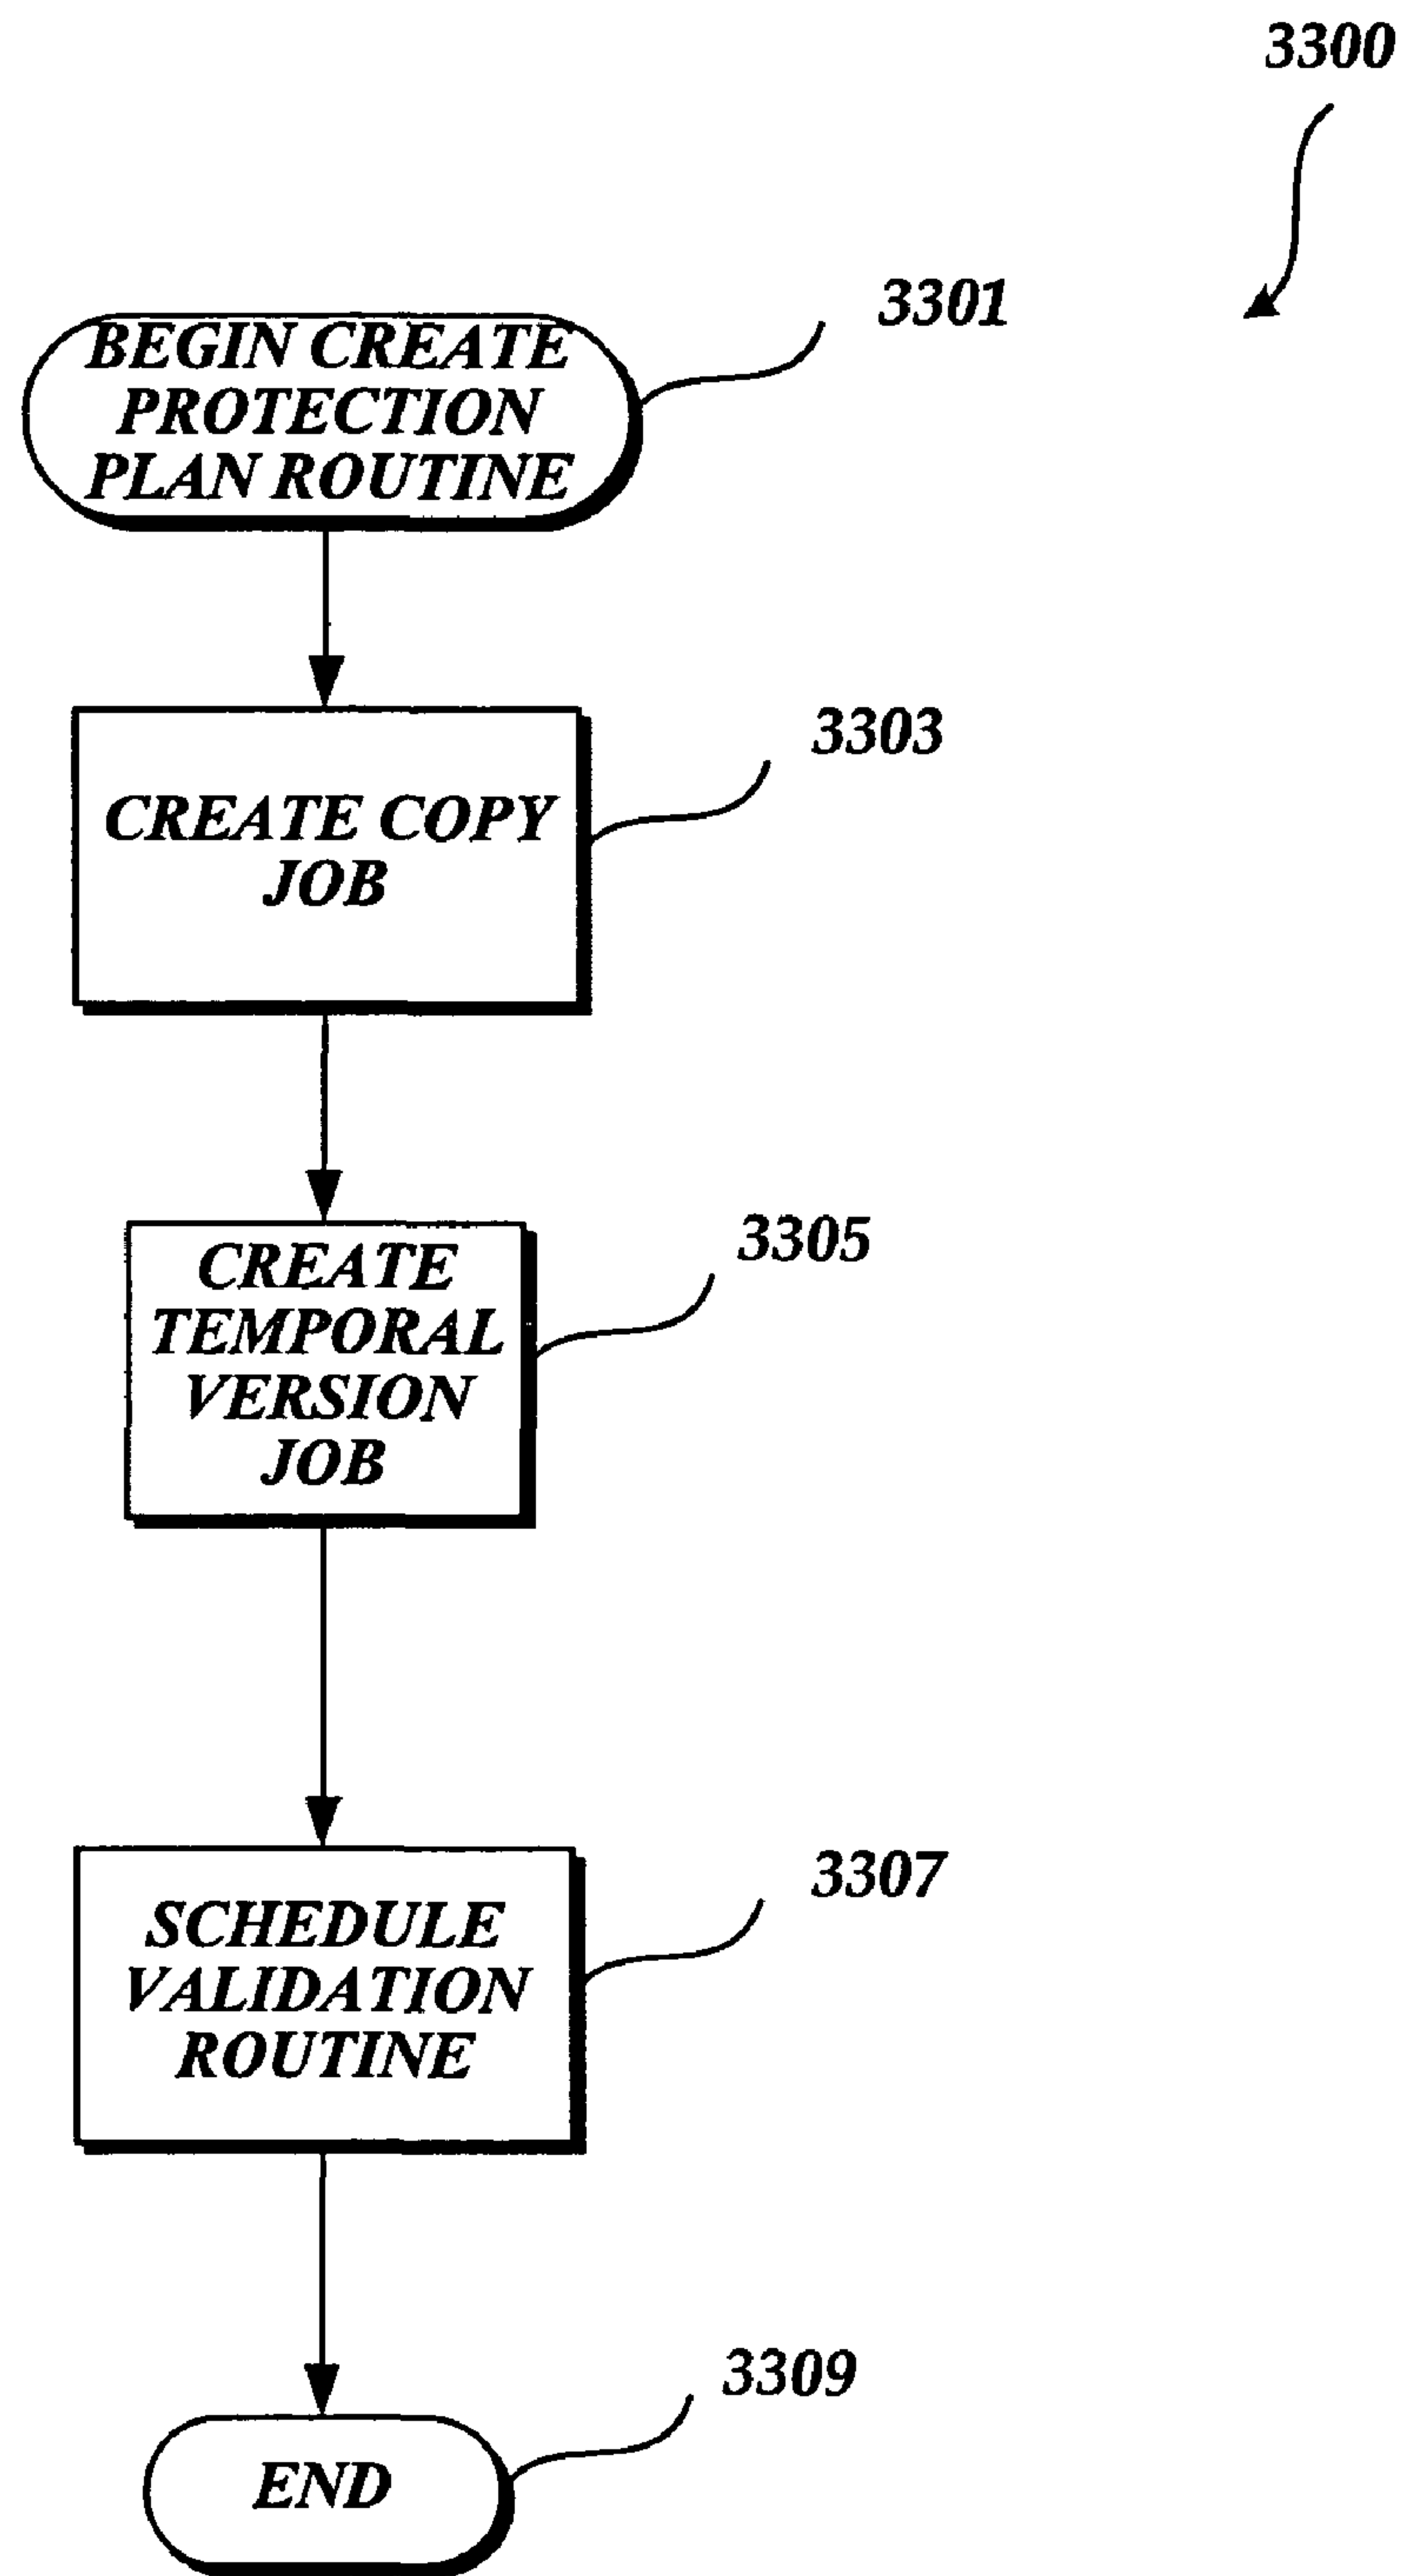 3300
3301
BEGIN CREATE
PROTECTION
PLAN ROUTINE
3303
CREATE COPY
JOB
3305
CREATE
TEMPORAL
VERSION
JOB
3307
SCHEDULE
VALIDATION
ROUTINE
3309
END